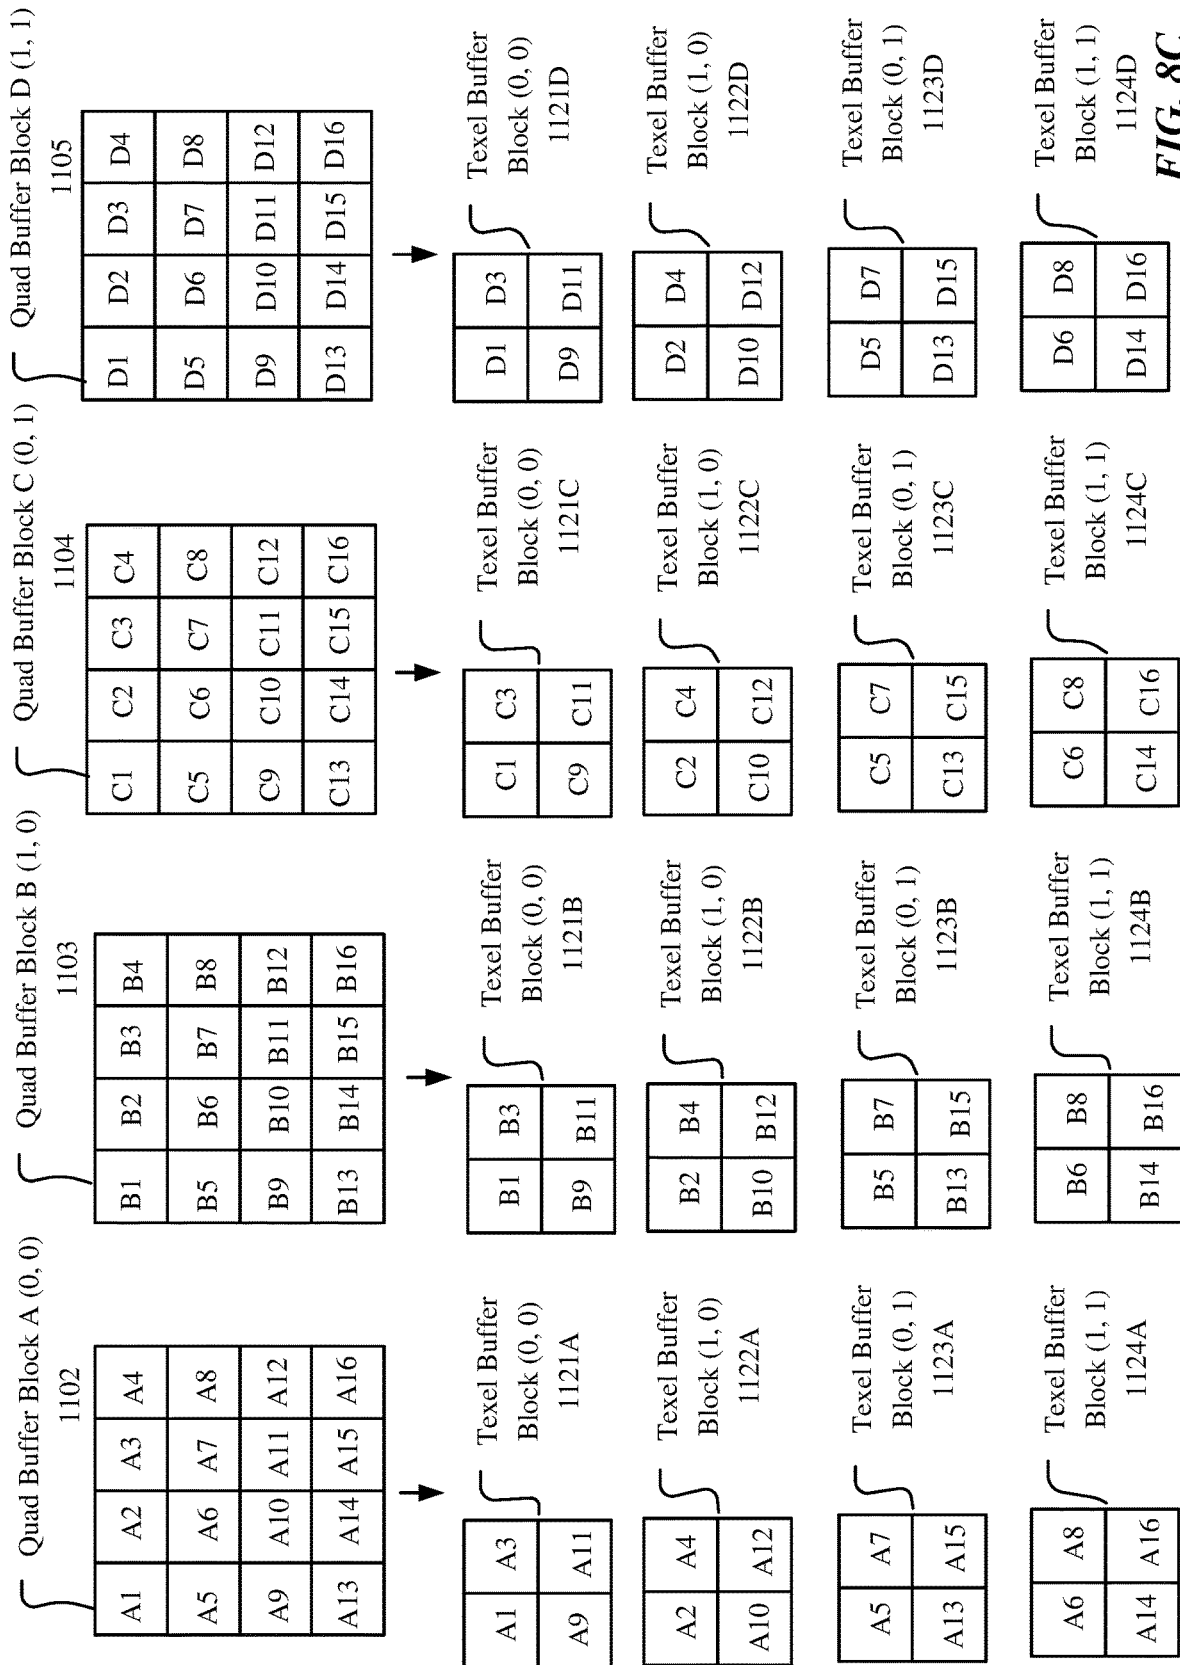 Quad Buffer Block A (0, 0)
1102
A1 A2 A3 A4
A5 A6 A7 A8
A9 A10 A11 A12
A13 A14 A15 A16
A1 A3
A9 A11
Texel Buffer
Block (0, 0)
1121A
A2 A4
A10 A12
Texel Buffer
Block (1, 0)
1122A
A5 A7
A13 A15
Texel Buffer
Block (0, 1)
1123A
A6 A8
A14 A16
Texel Buffer
Block (1, 1)
1124A
Quad Buffer Block B (1, 0)
1103
B1 B2 B3 B4
B5 B6 B7 B8
B9 B10 B11 B12
B13 B14 B15 B16
B1 B3
B9 B11
Texel Buffer
Block (0, 0)
1121B
B2 B4
B10 B12
Texel Buffer
Block (1, 0)
1122B
B5 B7
B13 B15
Texel Buffer
Block (0, 1)
1123B
B6 B8
B14 B16
Texel Buffer
Block (1, 1)
1124B
Quad Buffer Block C (0, 1)
1104
C1 C2 C3 C4
C5 C6 C7 C8
C9 C10 C11 C12
C13 C14 C15 C16
C1 C3
C9 C11
Texel Buffer
Block (0, 0)
1121C
C2 C4
C10 C12
Texel Buffer
Block (1, 0)
1122C
C5 C7
C13 C15
Texel Buffer
Block (0, 1)
1123C
C6 C8
C14 C16
Texel Buffer
Block (1, 1)
1124C
Quad Buffer Block D (1, 1)
1105
D1 D2 D3 D4
D5 D6 D7 D8
D9 D10 D11 D12
D13 D14 D15 D16
D1 D3
D9 D11
Texel Buffer
Block (0, 0)
1121D
D2 D4
D10 D12
Texel Buffer
Block (1, 0)
1122D
D5 D7
D13 D15
Texel Buffer
Block (0, 1)
1123D
D6 D8
D14 D16
Texel Buffer
Block (1, 1)
1124D
FIG. 8C